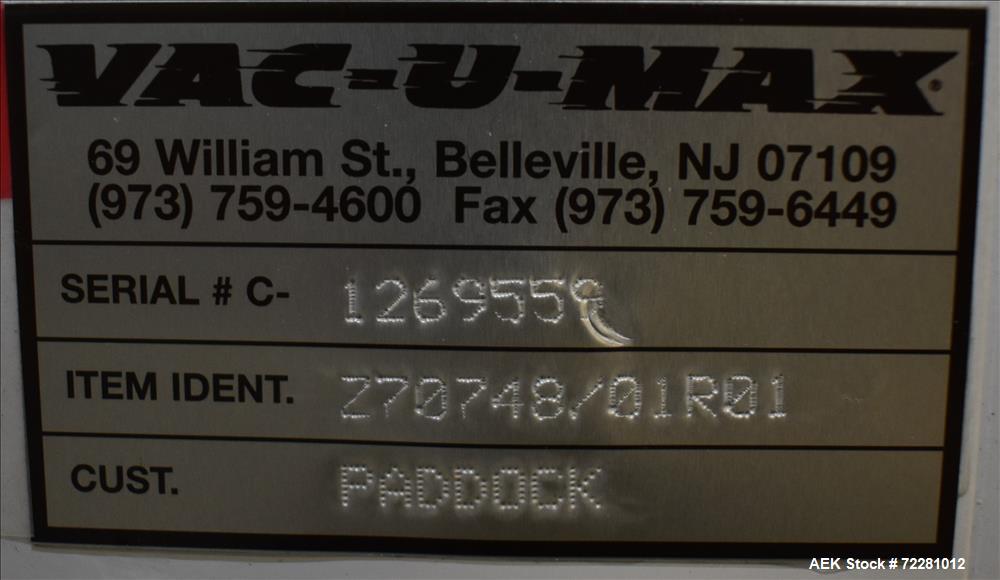 VAC-U-MAX®
69 William St., Belleville, NJ 07109
(973) 759-4600 Fax (973) 759-6449
SERIAL # C- 1269559
ITEM IDENT. Z70748/01R01
CUST. PADDOCK
AEK Stock # 72281012